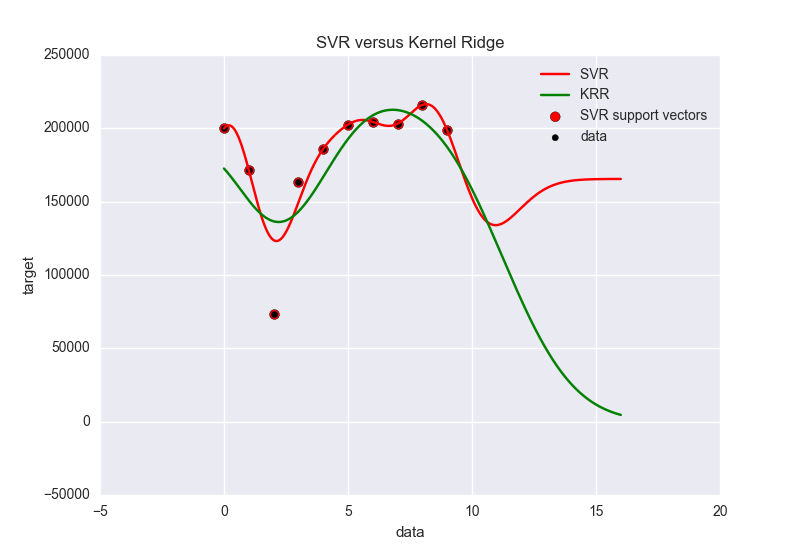 SVR versus Kernel Ridge
250000
200000
150000
100000
50000
0
−50000
target
SVR
KRR
SVR support vectors
data
−5
0
5
10
15
20
data